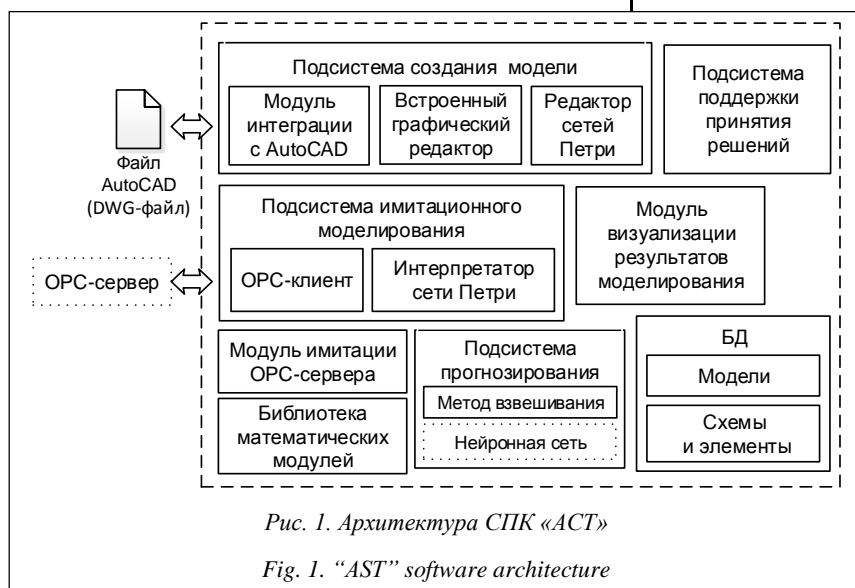 Файл
AutoCAD
(DWG-файл)
OPC-сервер
Подсистема создания модели
Модуль
интеграции
с AutoCAD
Встроенный
графический
редактор
Редактор
сетей
Петри
Подсистема
поддержки
принятия
решений
Подсистема имитационного
моделирования
OPC-клиент
Интерпретатор
сети Петри
Модуль
визуализации
результатов
моделирования
Модуль имитации
OPC-сервера
Библиотека
математических
модулей
Подсистема
прогнозирования
Метод взвешивания
Нейронная сеть
БД
Модели
Схемы
и элементы
Рис. 1. Архитектура СПК «АСТ»
Fig. 1. “AST” software architecture